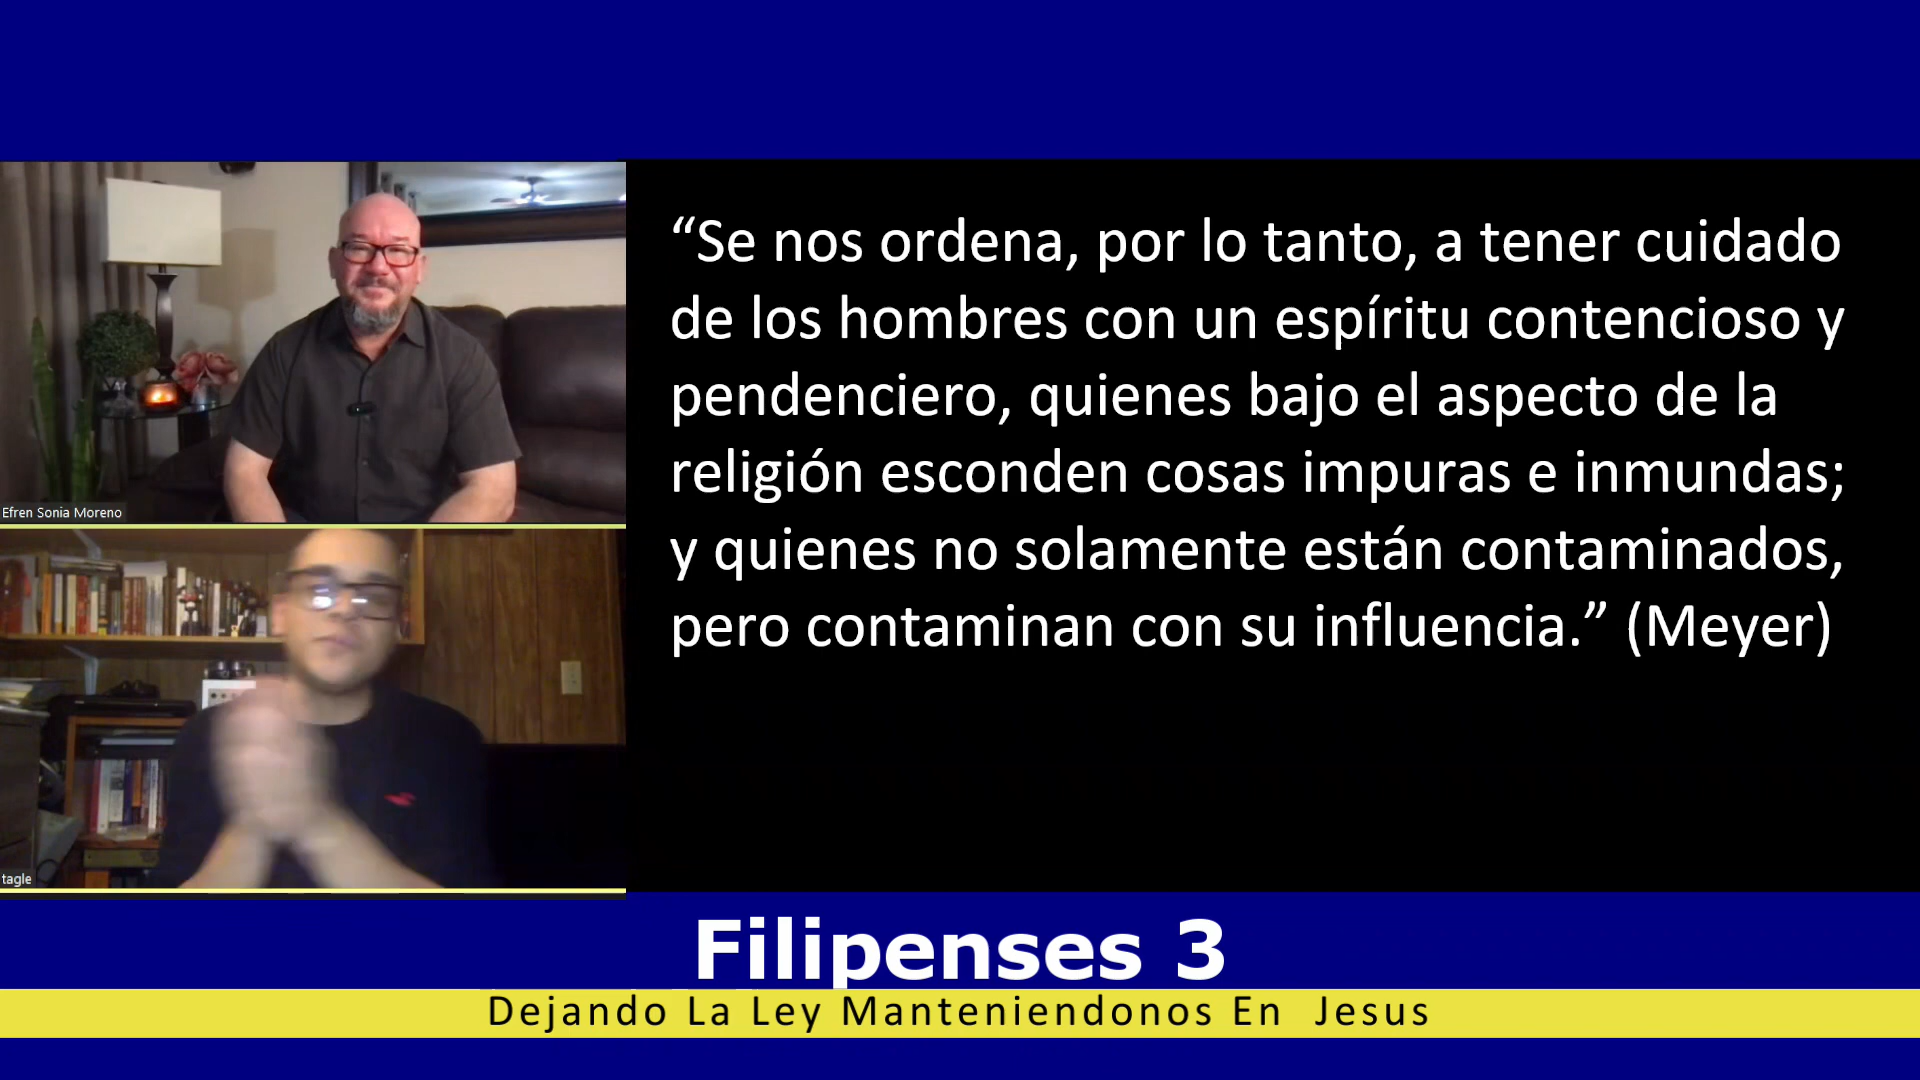 “Se nos ordena, por lo tanto, a tener cuidado
de los hombres con un espíritu contencioso y
pendenciero, quienes bajo el aspecto de la
religión esconden cosas impuras e inmundas;
y quienes no solamente están contaminados,
pero contaminan con su influencia.” (Meyer)
Efren Sonia Moreno
tagle
Filipenses 3
Dejando La Ley Manteniendonos En  Jesus